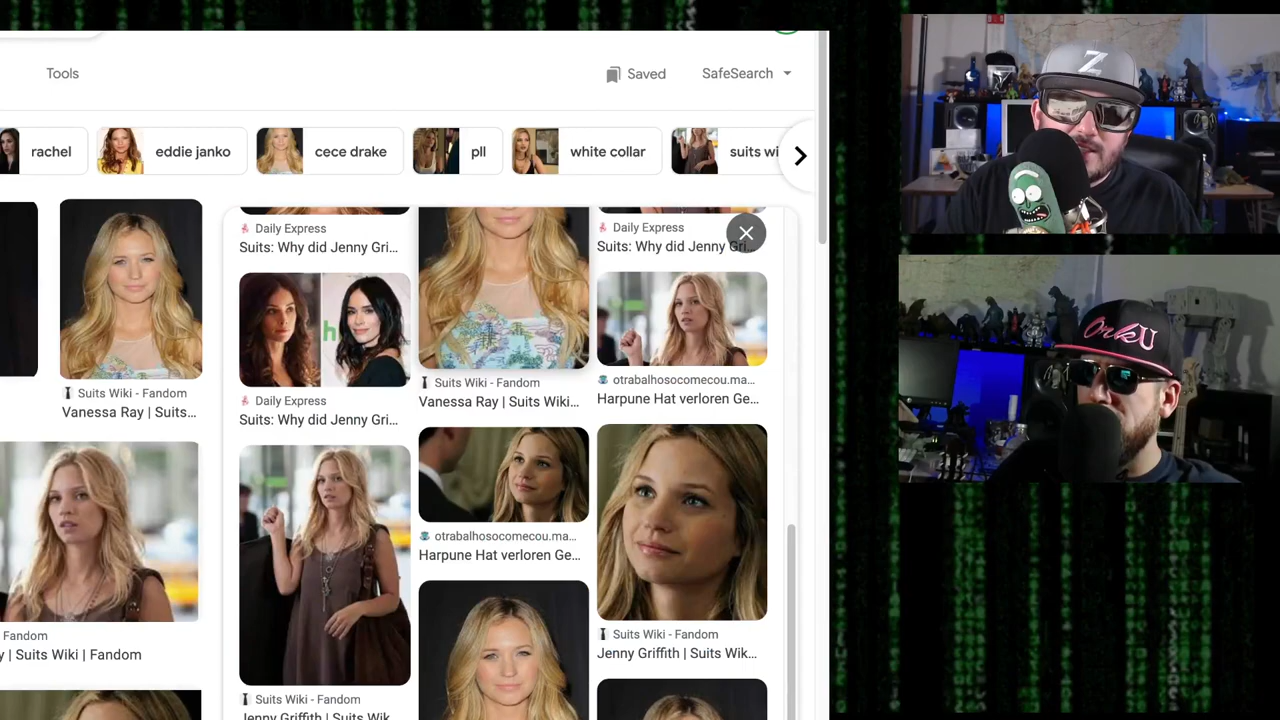 Tools
Saved
SafeSearch
rachel
eddie janko
cece drake
pll
white collar
suits wi
Suits Wiki - Fandom
Vanessa Ray | Suits...
Fandom
y | Suits Wiki | Fandom
Daily Express
Suits: Why did Jenny Gri...
Daily Express
Suits: Why did Jenny Gri...
Suits Wiki - Fandom
Jenny Griffith | Suits Wik
Suits Wiki - Fandom
Vanessa Ray | Suits Wiki...
otrabalhosocomecou.ma...
Harpune Hat verloren Ge...
Daily Express
Suits: Why did Jenny Gri...
otrabalhosocomecou.ma...
Harpune Hat verloren Ge...
Suits Wiki - Fandom
Jenny Griffith | Suits Wik...
Z
OrkU